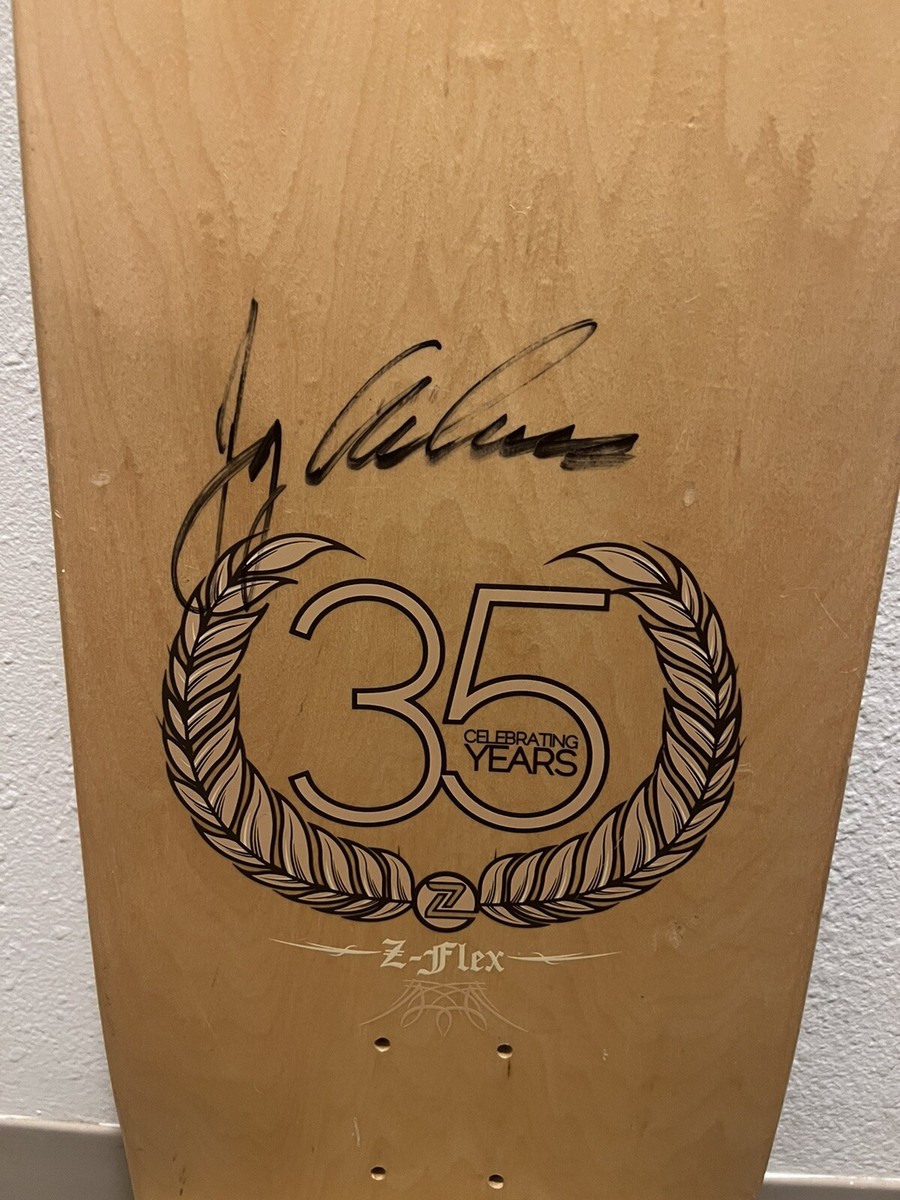 35
CELEBRATING
YEARS
Z
Z-Flex